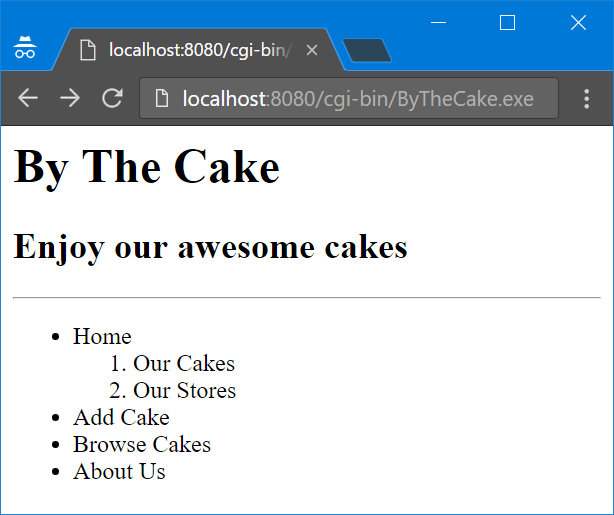 localhost:8080/cgi-bin/
localhost:8080/cgi-bin/ByTheCake.exe
By The Cake
Enjoy our awesome cakes
• Home
1. Our Cakes
2. Our Stores
• Add Cake
• Browse Cakes
• About Us